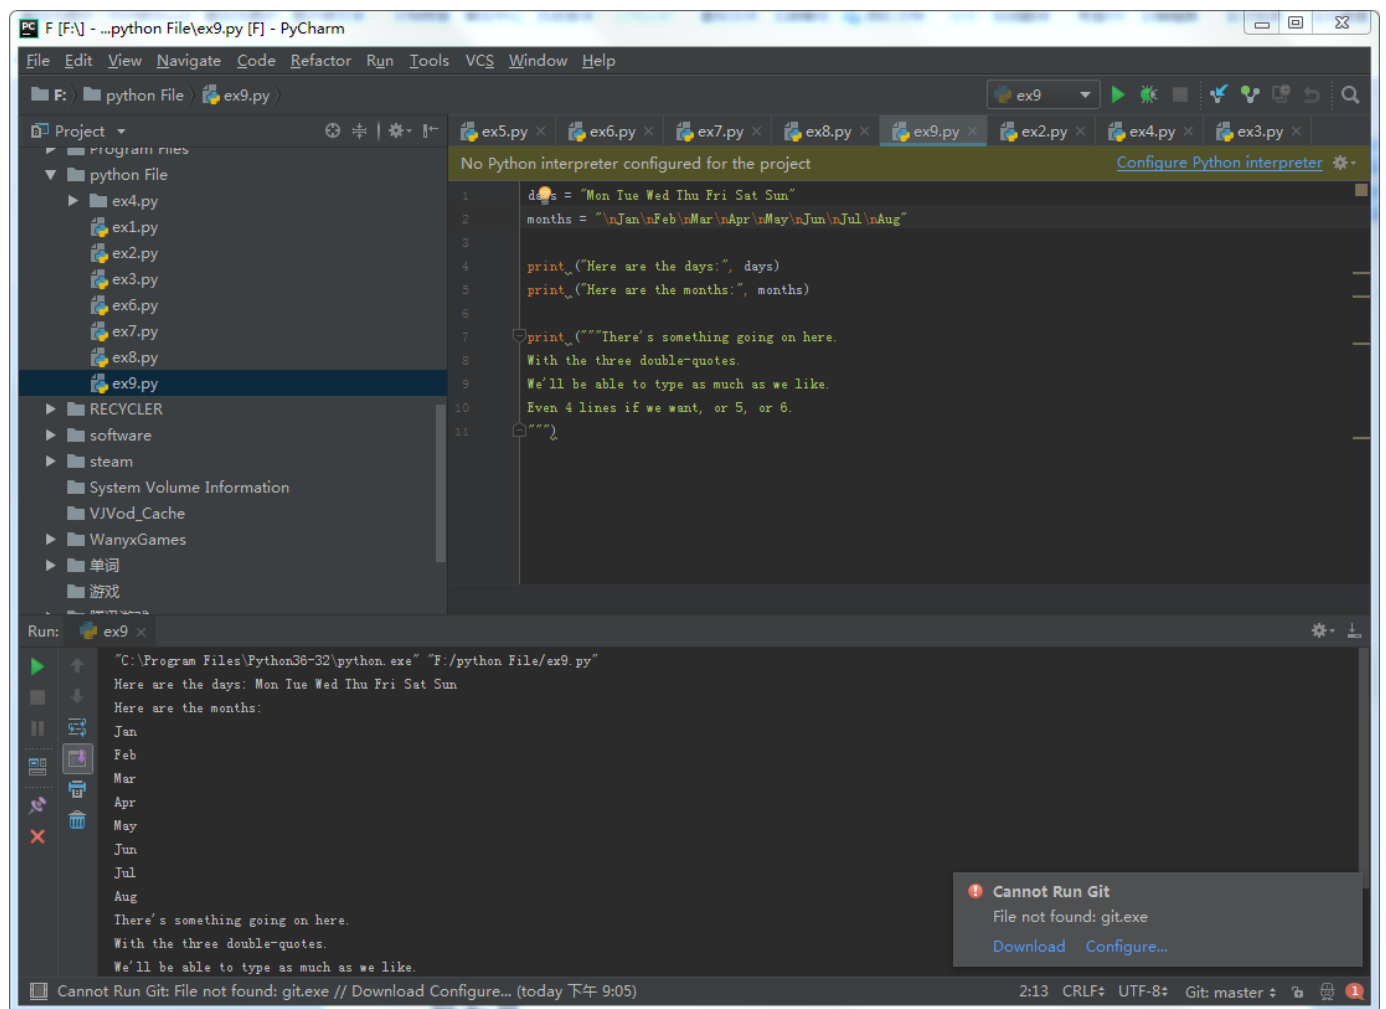 F [F:\] - ...python File\ex9.py [F] - PyCharm
File Edit View Navigate Code Refactor Run Tools VCS Window Help
F: python File ex9.py
ex9
Project
ex5.py ex6.py ex7.py ex8.py ex9.py ex2.py ex4.py ex3.py
Program Files
python File
ex4.py
ex1.py
ex2.py
ex3.py
ex6.py
ex7.py
ex8.py
ex9.py
RECYCLER
software
steam
System Volume Information
VJVod_Cache
WanyxGames
单词
游戏
No Python interpreter configured for the project Configure Python interpreter
1 days = "Mon Tue Wed Thu Fri Sat Sun"
2 months = "\nJan\nFeb\nMar\nApr\nMay\nJun\nJul\nAug"
3
4 print ("Here are the days:", days)
5 print ("Here are the months:", months)
6
7 print ("""There's something going on here.
8 With the three double-quotes.
9 We'll be able to type as much as we like.
10 Even 4 lines if we want, or 5, or 6.
11 """)
Run: ex9
"C:\Program Files\Python36-32\python.exe" "F:/python File/ex9.py"
Here are the days: Mon Tue Wed Thu Fri Sat Sun
Here are the months:
Jan
Feb
Mar
Apr
May
Jun
Jul
Aug
There's something going on here.
With the three double-quotes.
We'll be able to type as much as we like.
Cannot Run Git
File not found: git.exe
Download Configure...
Cannot Run Git: File not found: git.exe // Download Configure... (today 下午 9:05)
2:13 CRLF UTF-8 Git: master 1